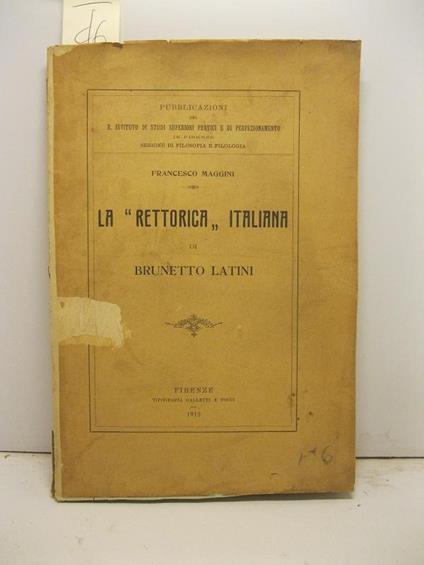 d6
PUBBLICAZIONI
DEL
R. ISTITUTO DI STUDI SUPERIORI PRATICI E DI PERFEZIONAMENTO
IN FIRENZE
SEZIONE DI FILOSOFIA E FILOLOGIA
FRANCESCO MAGGINI
LA “ RETTORICA „ ITALIANA
DI
BRUNETTO LATINI
FIRENZE
TIPOGRAFIA GALLETTI E COCCI
1912